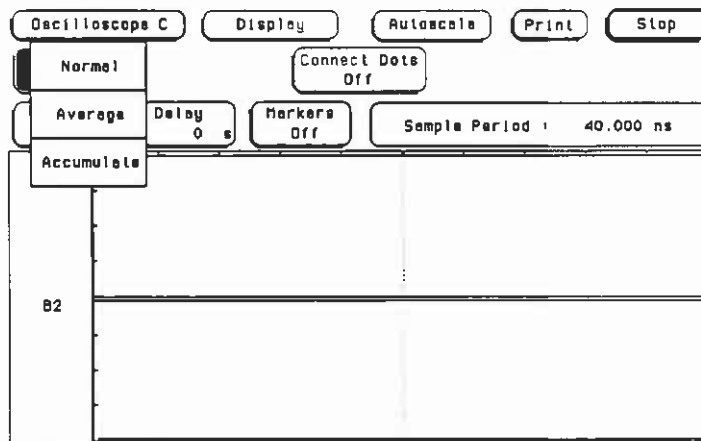 Oscilloscope C Display Autoscale Print Stop
Normal
Connect Dots
Off
Average
Delay
0 s
Markers
Off
Sample Period : 40.000 ns
Accumulate
B2